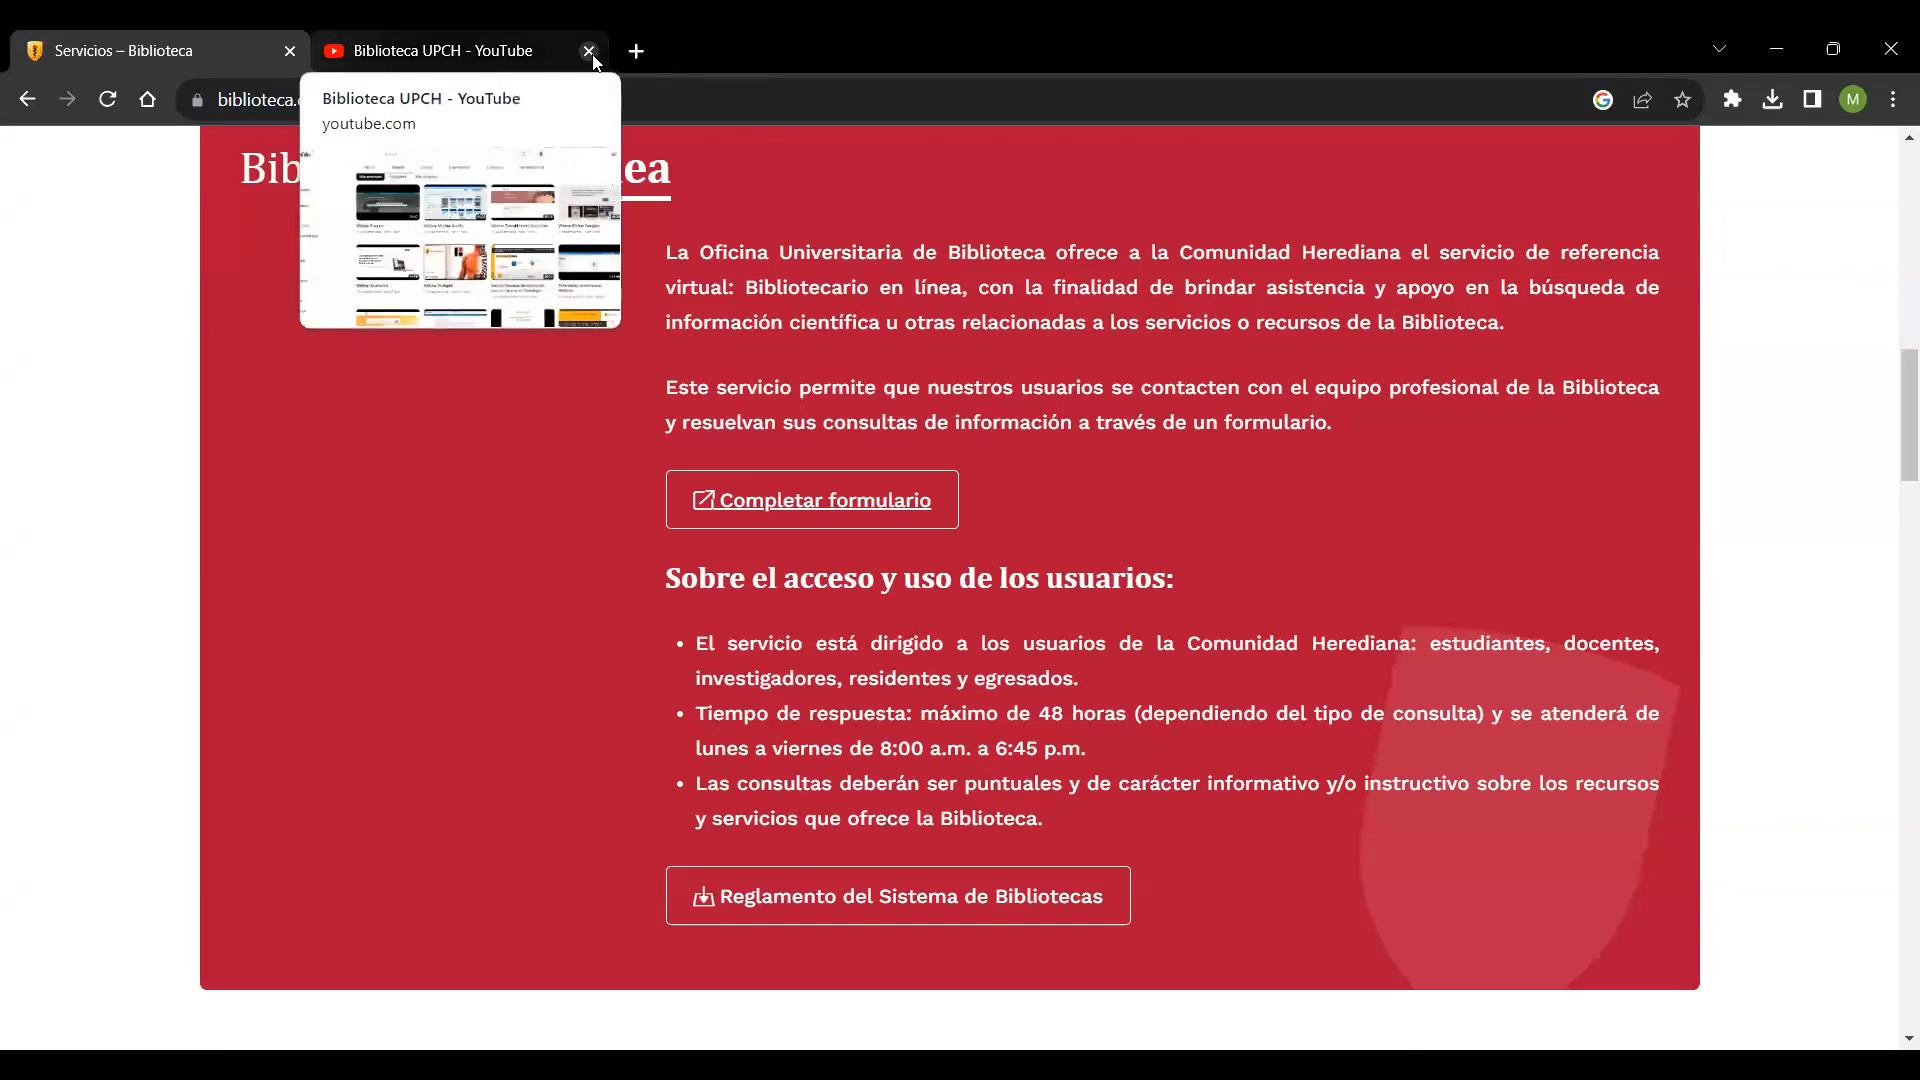 Servicios – Biblioteca
Biblioteca UPCH - YouTube
biblioteca.
M
Biblioteca UPCH - YouTube
youtube.com
Bib
ea
La Oficina Universitaria de Biblioteca ofrece a la Comunidad Herediana el servicio de referencia
virtual: Bibliotecario en línea, con la finalidad de brindar asistencia y apoyo en la búsqueda de
información científica u otras relacionadas a los servicios o recursos de la Biblioteca.
Este servicio permite que nuestros usuarios se contacten con el equipo profesional de la Biblioteca
y resuelvan sus consultas de información a través de un formulario.
Completar formulario
Sobre el acceso y uso de los usuarios:
• El servicio está dirigido a los usuarios de la Comunidad Herediana: estudiantes, docentes,
investigadores, residentes y egresados.
• Tiempo de respuesta: máximo de 48 horas (dependiendo del tipo de consulta) y se atenderá de
lunes a viernes de 8:00 a.m. a 6:45 p.m.
• Las consultas deberán ser puntuales y de carácter informativo y/o instructivo sobre los recursos
y servicios que ofrece la Biblioteca.
Reglamento del Sistema de Bibliotecas